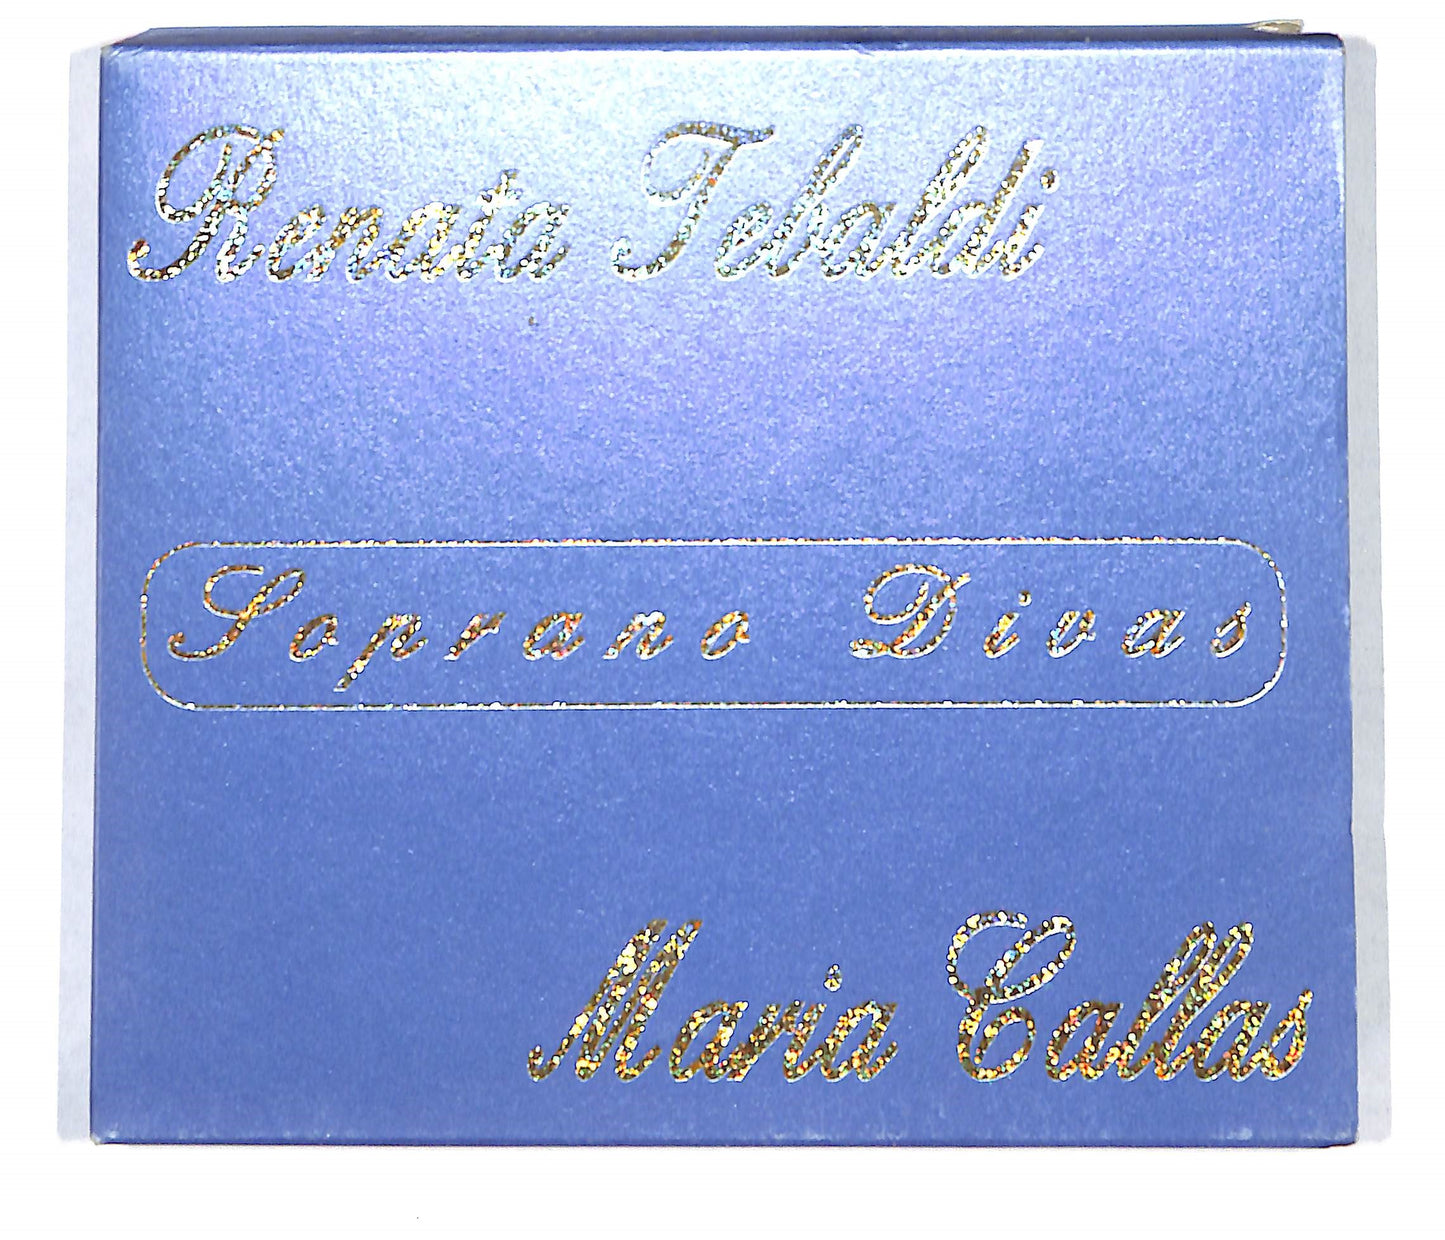 Renata Tebaldi
Soprano Divas
Maria Callas